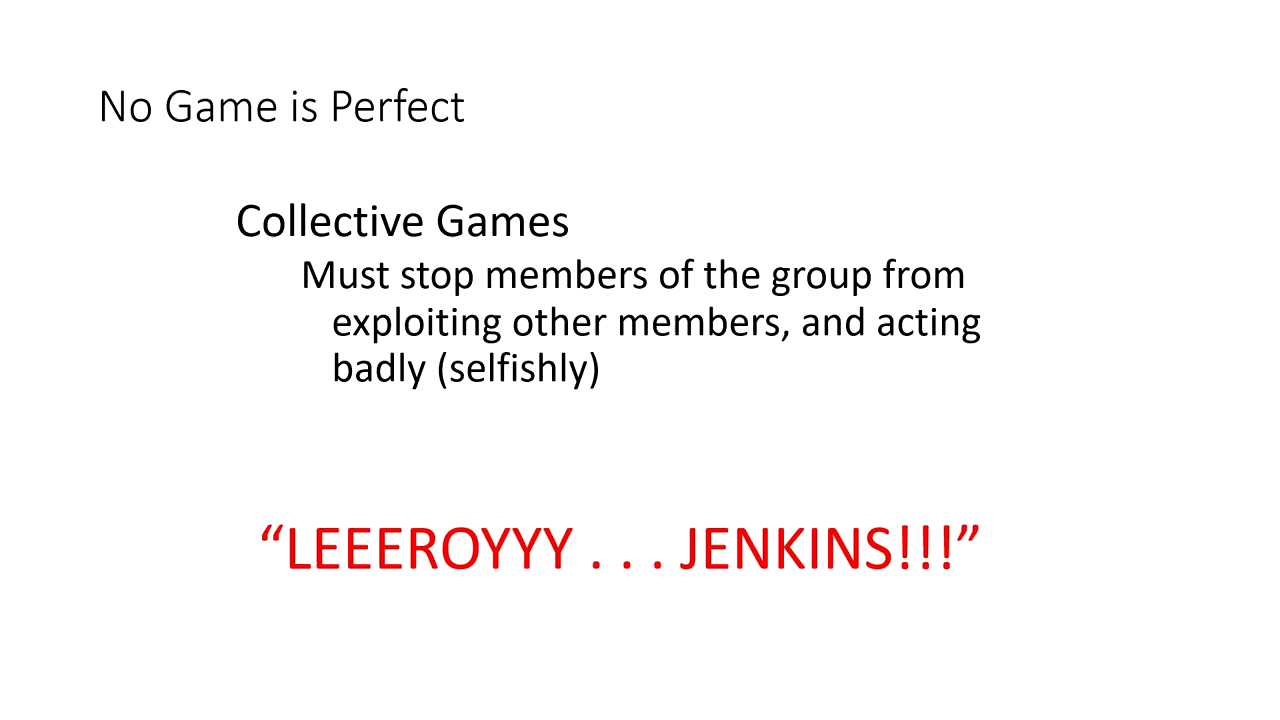 No Game is Perfect
Collective Games
Must stop members of the group from
exploiting other members, and acting
badly (selfishly)
“LEEEROYYY . . . JENKINS!!!”